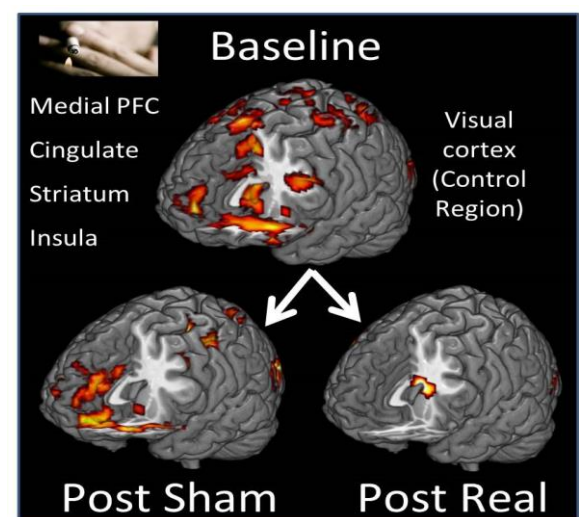 Baseline
Medial PFC
Cingulate
Striatum
Insula
Visual
cortex
(Control
Region)
Post Sham
Post Real